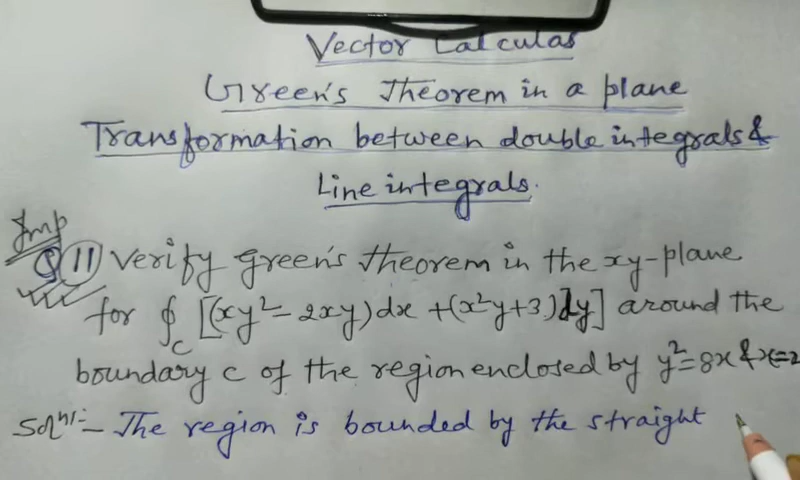 Vector Calculas
Green's Theorem in a plane
Transformation between double integrals &
Line integrals.
Imp
Q 11 Verify Green's theorem in the xy-plane
for ∮c [(xy²-2xy)dx +(x²y+3)dy] around the
boundary c of the region enclosed by y²=8x & x=2
Solⁿ:- The region is bounded by the straight